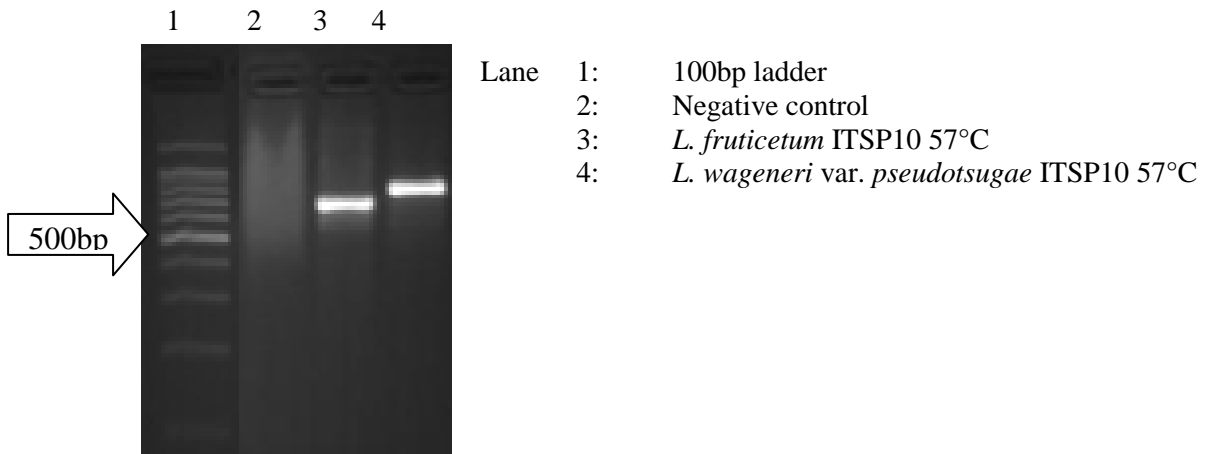 1 2 3 4
Lane 1: 100bp ladder
2: Negative control
3: L. fruticetum ITSP10 57°C
4: L. wageneri var. pseudotsugae ITSP10 57°C
500bp